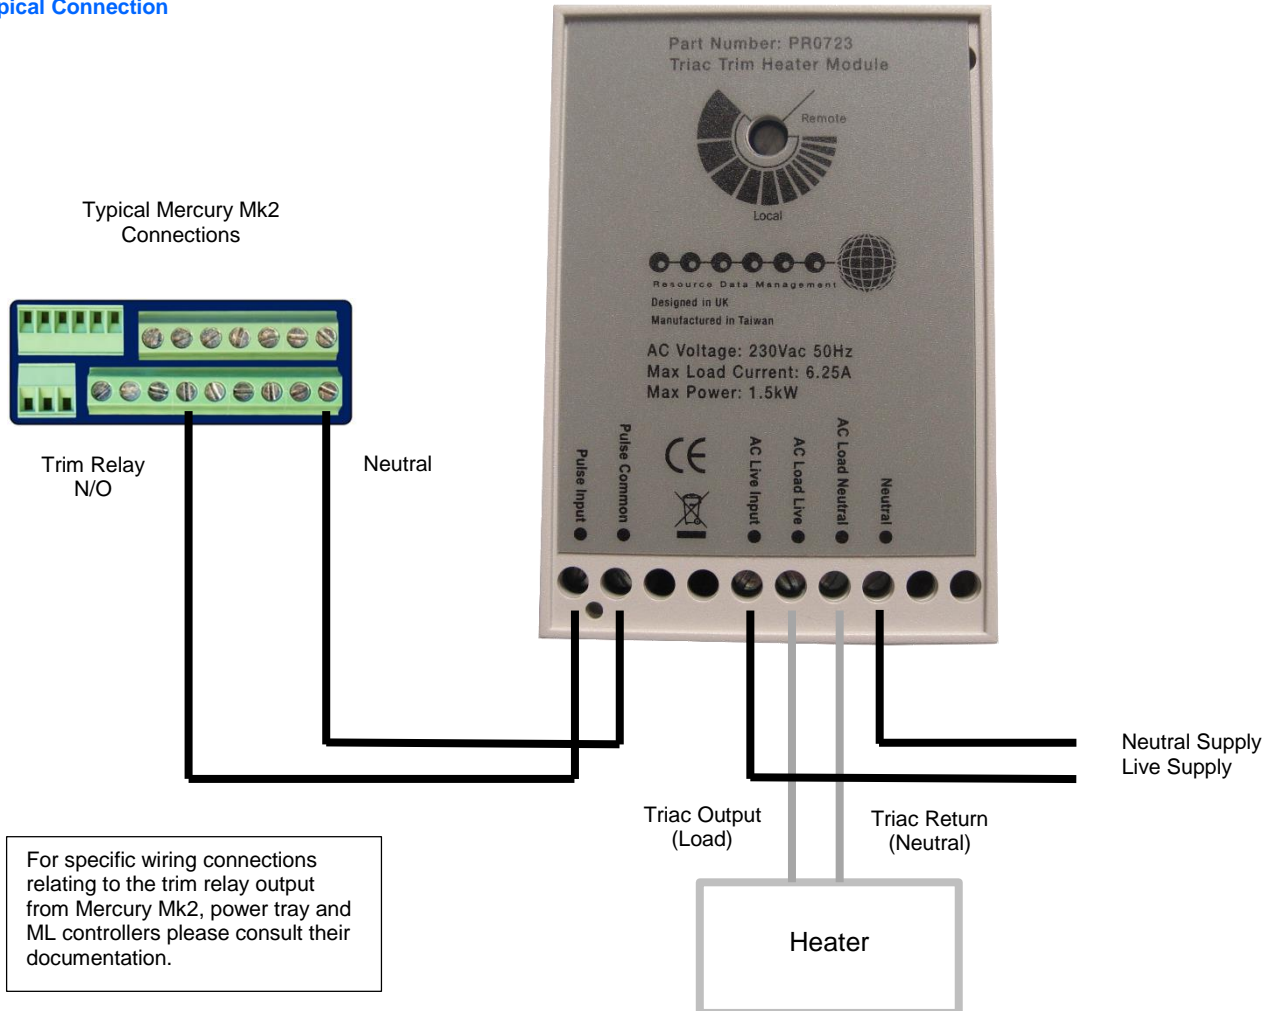 pical Connection
Part Number: PR0723
Triac Trim Heater Module
Remote
Local
Typical Mercury Mk2
Connections
Resource Data Management
Designed in UK
Manufactured in Taiwan
AC Voltage: 230Vac 50Hz
Max Load Current: 6.25A
Max Power: 1.5kW
Trim Relay
N/O
Neutral
Pulse Input
Pulse Common
CE
AC Live Input
AC Load Live
AC Load Neutral
Neutral
Neutral Supply
Live Supply
Triac Output
(Load)
Triac Return
(Neutral)
For specific wiring connections
relating to the trim relay output
from Mercury Mk2, power tray and
ML controllers please consult their
documentation.
Heater